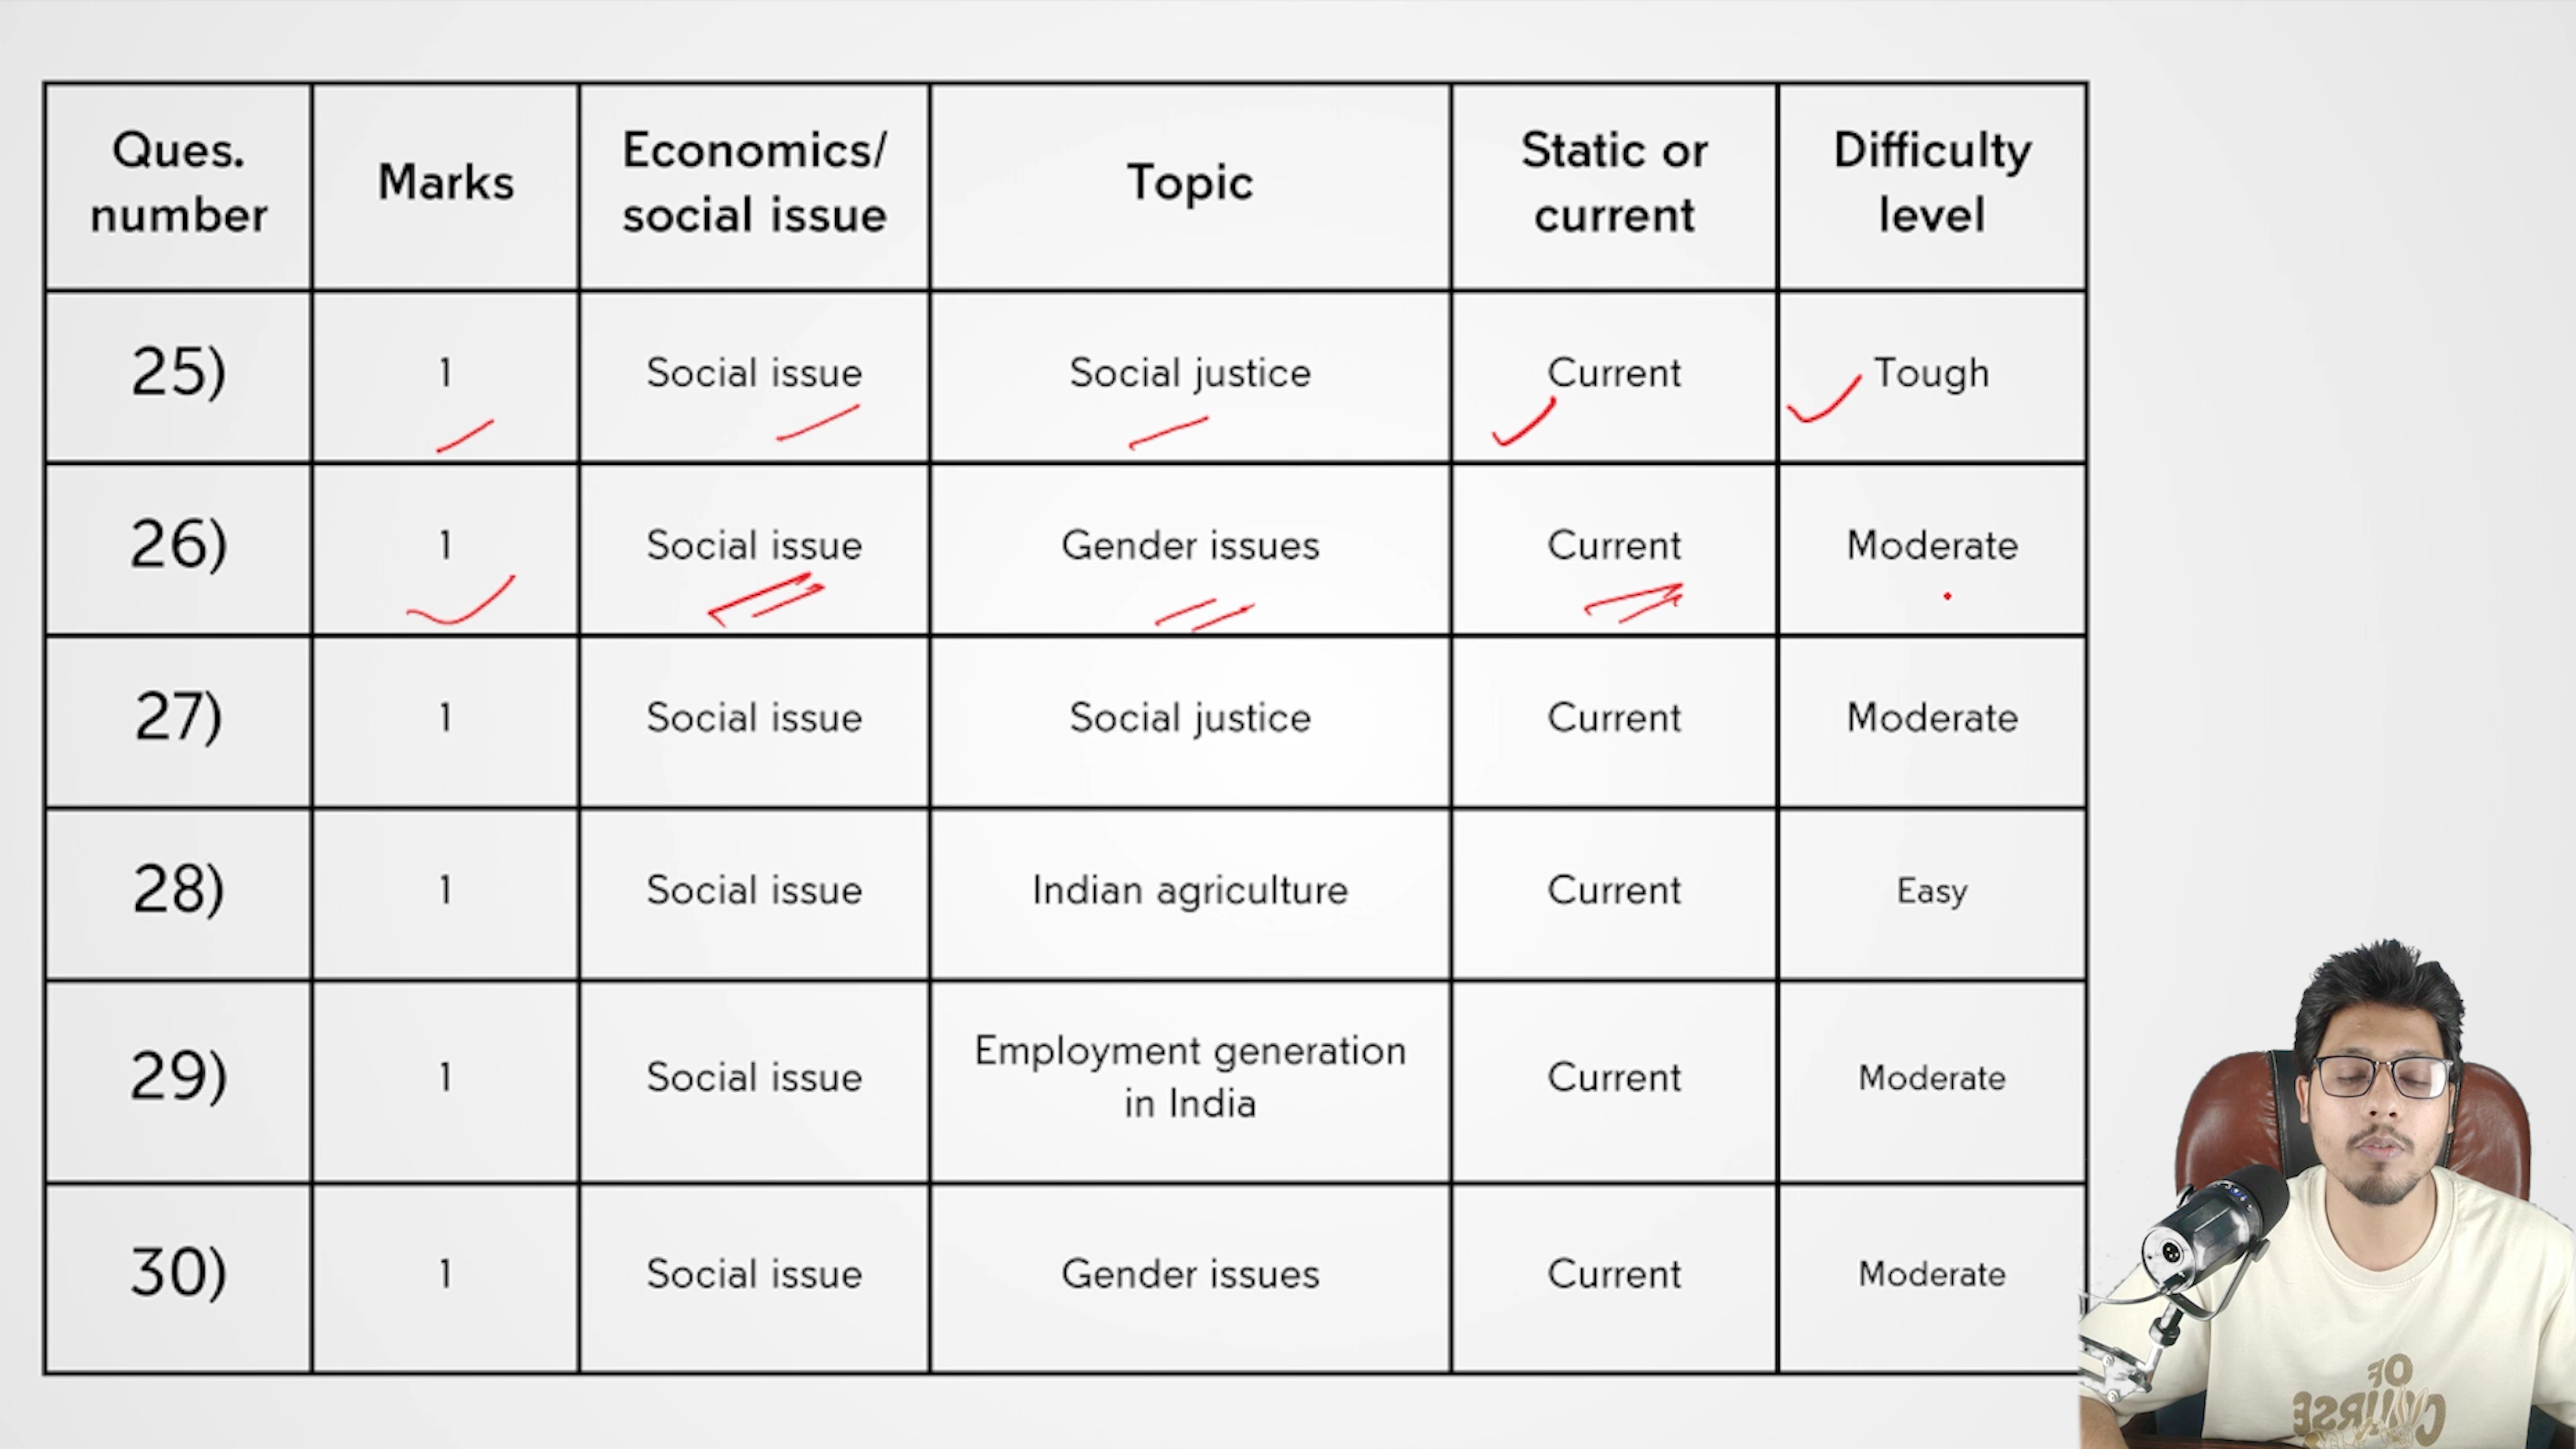 Ques. number Marks Economics/ social issue Topic Static or current Difficulty level
25) 1 Social issue Social justice Current Tough
26) 1 Social issue Gender issues Current Moderate
27) 1 Social issue Social justice Current Moderate
28) 1 Social issue Indian agriculture Current Easy
29) 1 Social issue Employment generation in India Current Moderate
30) 1 Social issue Gender issues Current Moderate
OF
COURSE